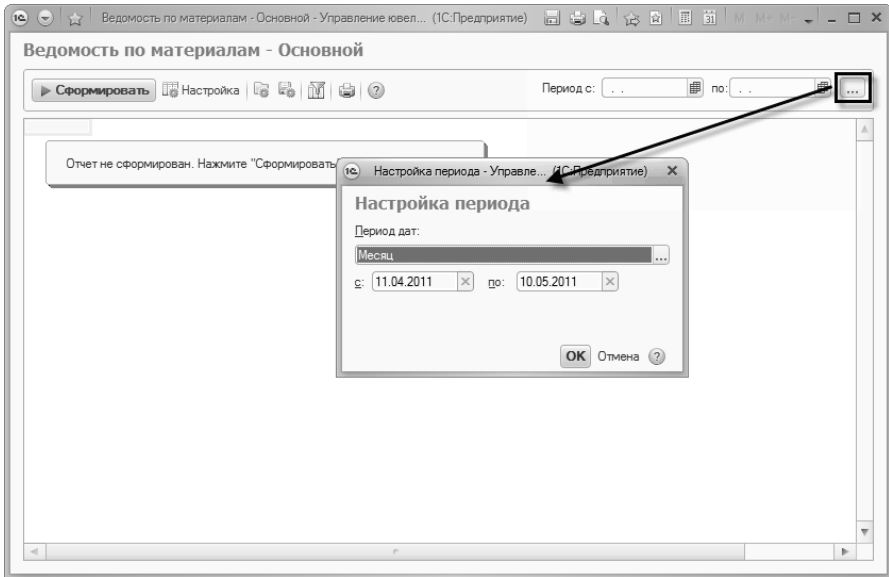 Ведомость по материалам - Основной - Управление ювел... (1С:Предприятие)
31 M M+ M-
Ведомость по материалам - Основной
Сформировать Настройка Период с: . . по: . . ...
Отчет не сформирован. Нажмите "Сформировать
Настройка периода - Управле... (1С:Предприятие)
Настройка периода
Период дат:
Месяц ...
с: 11.04.2011 по: 10.05.2011
ОК Отмена ?